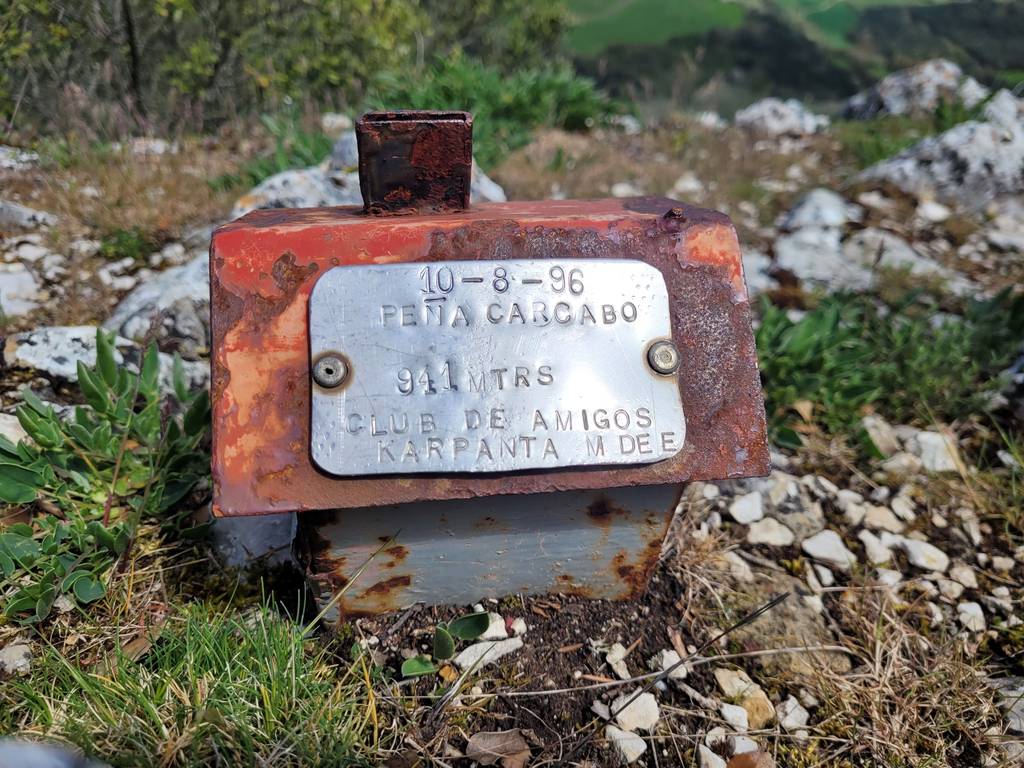 10-8-96
PEÑA CARCABO
941 MTRS
CLUB DE AMIGOS
KARPANTA M DE E